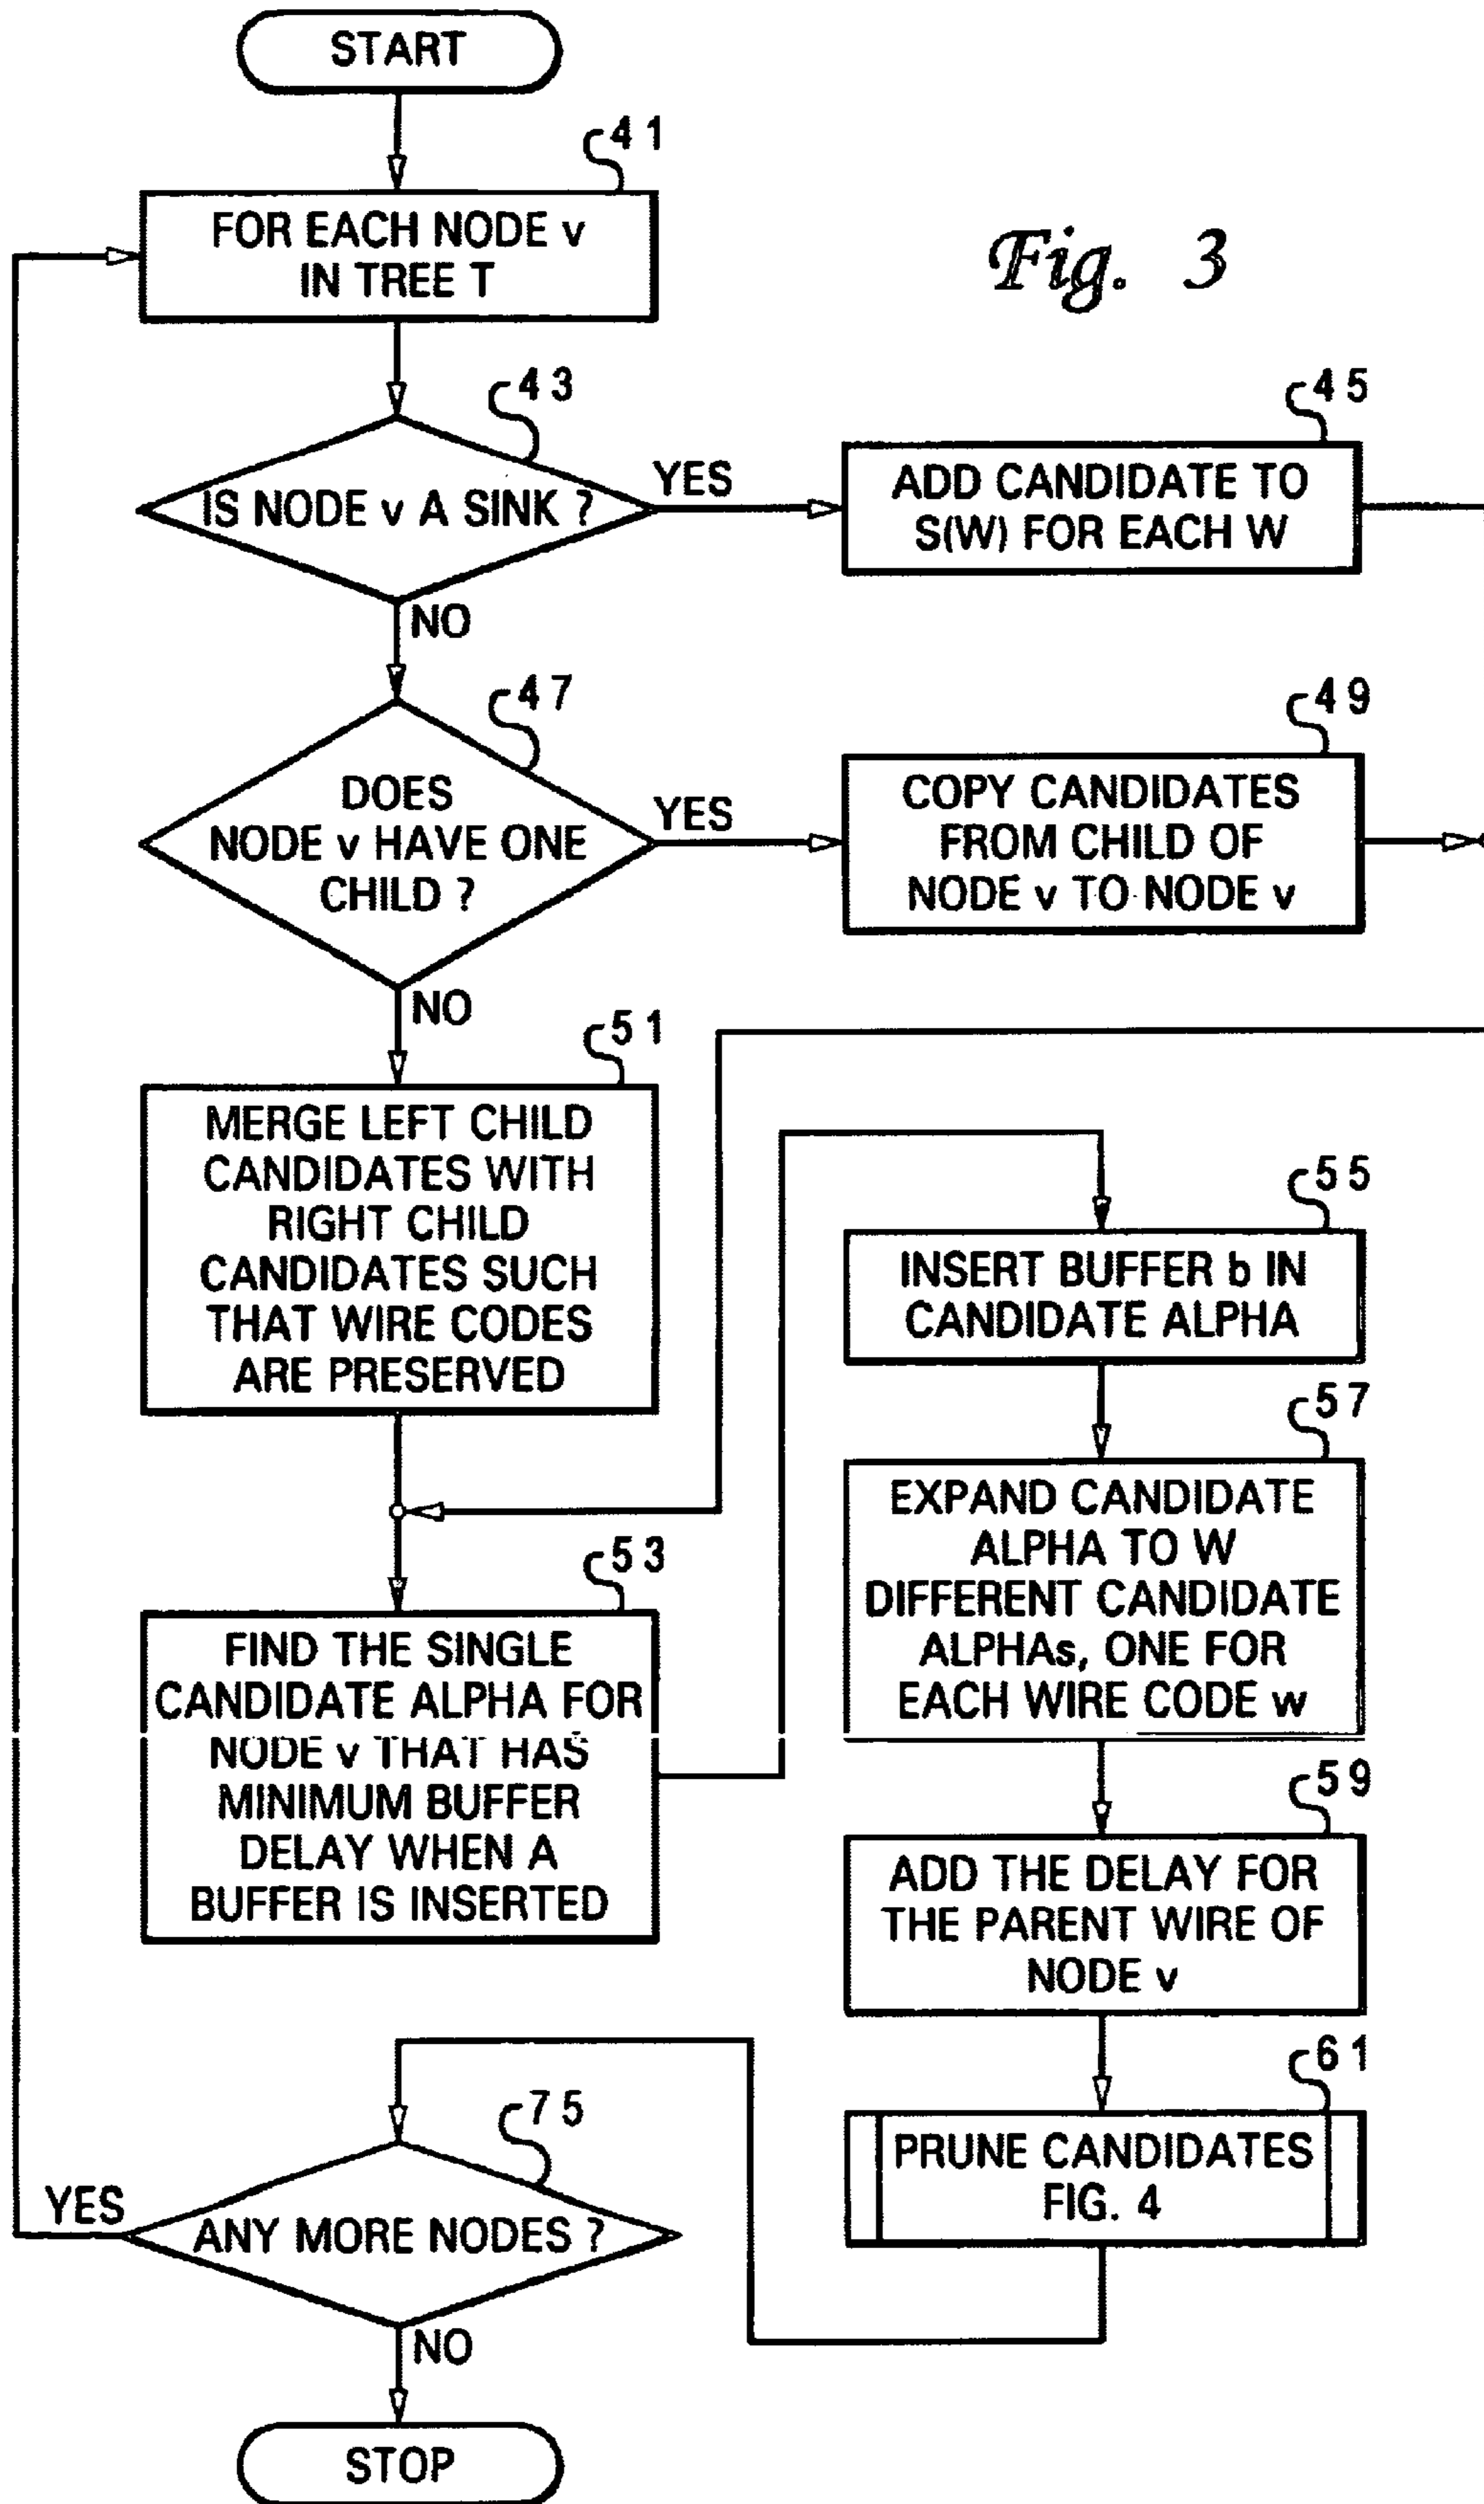 START
41
FOR EACH NODE v
IN TREE T
Fig. 3
43
IS NODE v A SINK ?
YES
NO
45
ADD CANDIDATE TO
S(W) FOR EACH W
47
DOES
NODE v HAVE ONE
CHILD ?
YES
NO
49
COPY CANDIDATES
FROM CHILD OF
NODE v TO NODE v
51
MERGE LEFT CHILD
CANDIDATES WITH
RIGHT CHILD
CANDIDATES SUCH
THAT WIRE CODES
ARE PRESERVED
53
FIND THE SINGLE
CANDIDATE ALPHA FOR
NODE v THAT HAS
MINIMUM BUFFER
DELAY WHEN A
BUFFER IS INSERTED
55
INSERT BUFFER b IN
CANDIDATE ALPHA
57
EXPAND CANDIDATE
ALPHA TO W
DIFFERENT CANDIDATE
ALPHAs, ONE FOR
EACH WIRE CODE w
59
ADD THE DELAY FOR
THE PARENT WIRE OF
NODE v
61
PRUNE CANDIDATES
FIG. 4
75
ANY MORE NODES ?
YES
NO
STOP